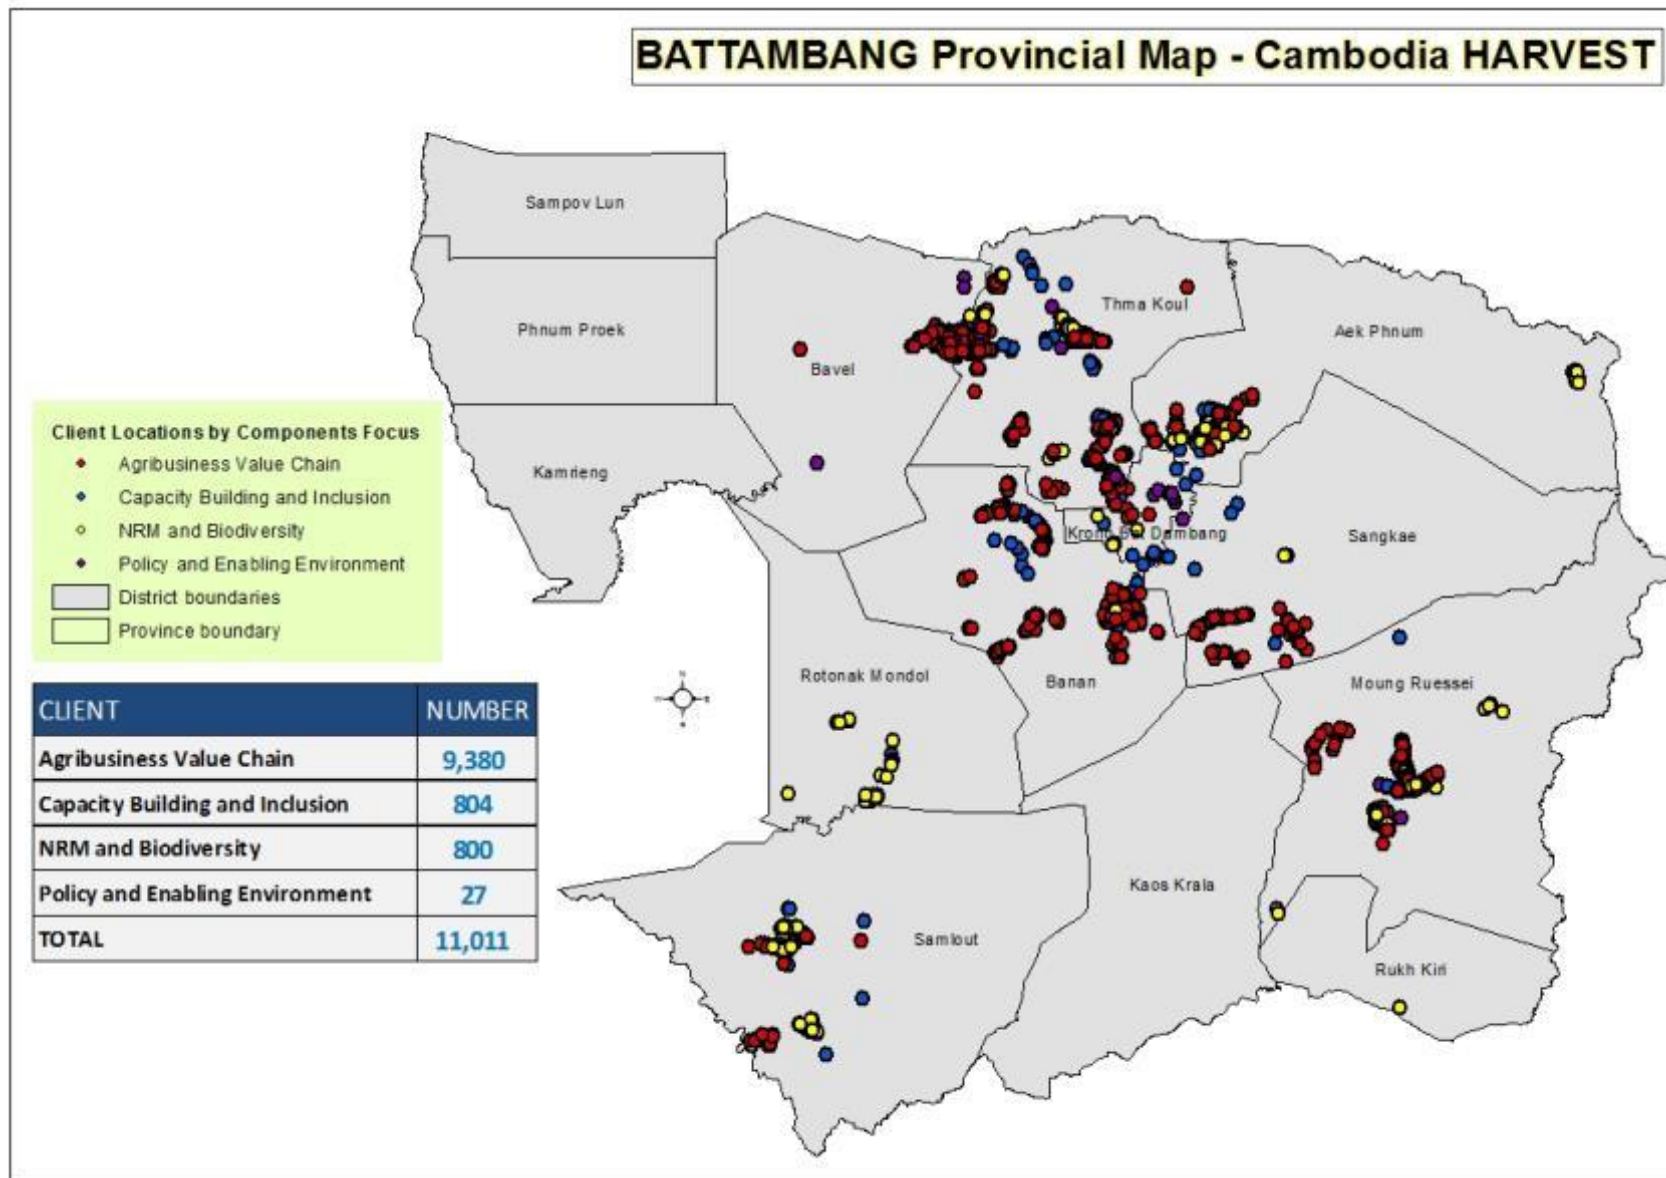 BATTAMBANG Provincial Map - Cambodia HARVEST
Sampov Lun
Thma Koul
Phnum Proek
Aek Phnum
Bavel
Kamrieng
Krong Bat Dambang
Sangkae
Rotonak Mondol
Banan
Moung Ruessei
Kaos Krala
Samlout
Rukh Kiri
Client Locations by Components Focus
Agribusiness Value Chain
Capacity Building and Inclusion
NRM and Biodiversity
Policy and Enabling Environment
District boundaries
Province boundary
CLIENT NUMBER
Agribusiness Value Chain 9,380
Capacity Building and Inclusion 804
NRM and Biodiversity 800
Policy and Enabling Environment 27
TOTAL 11,011